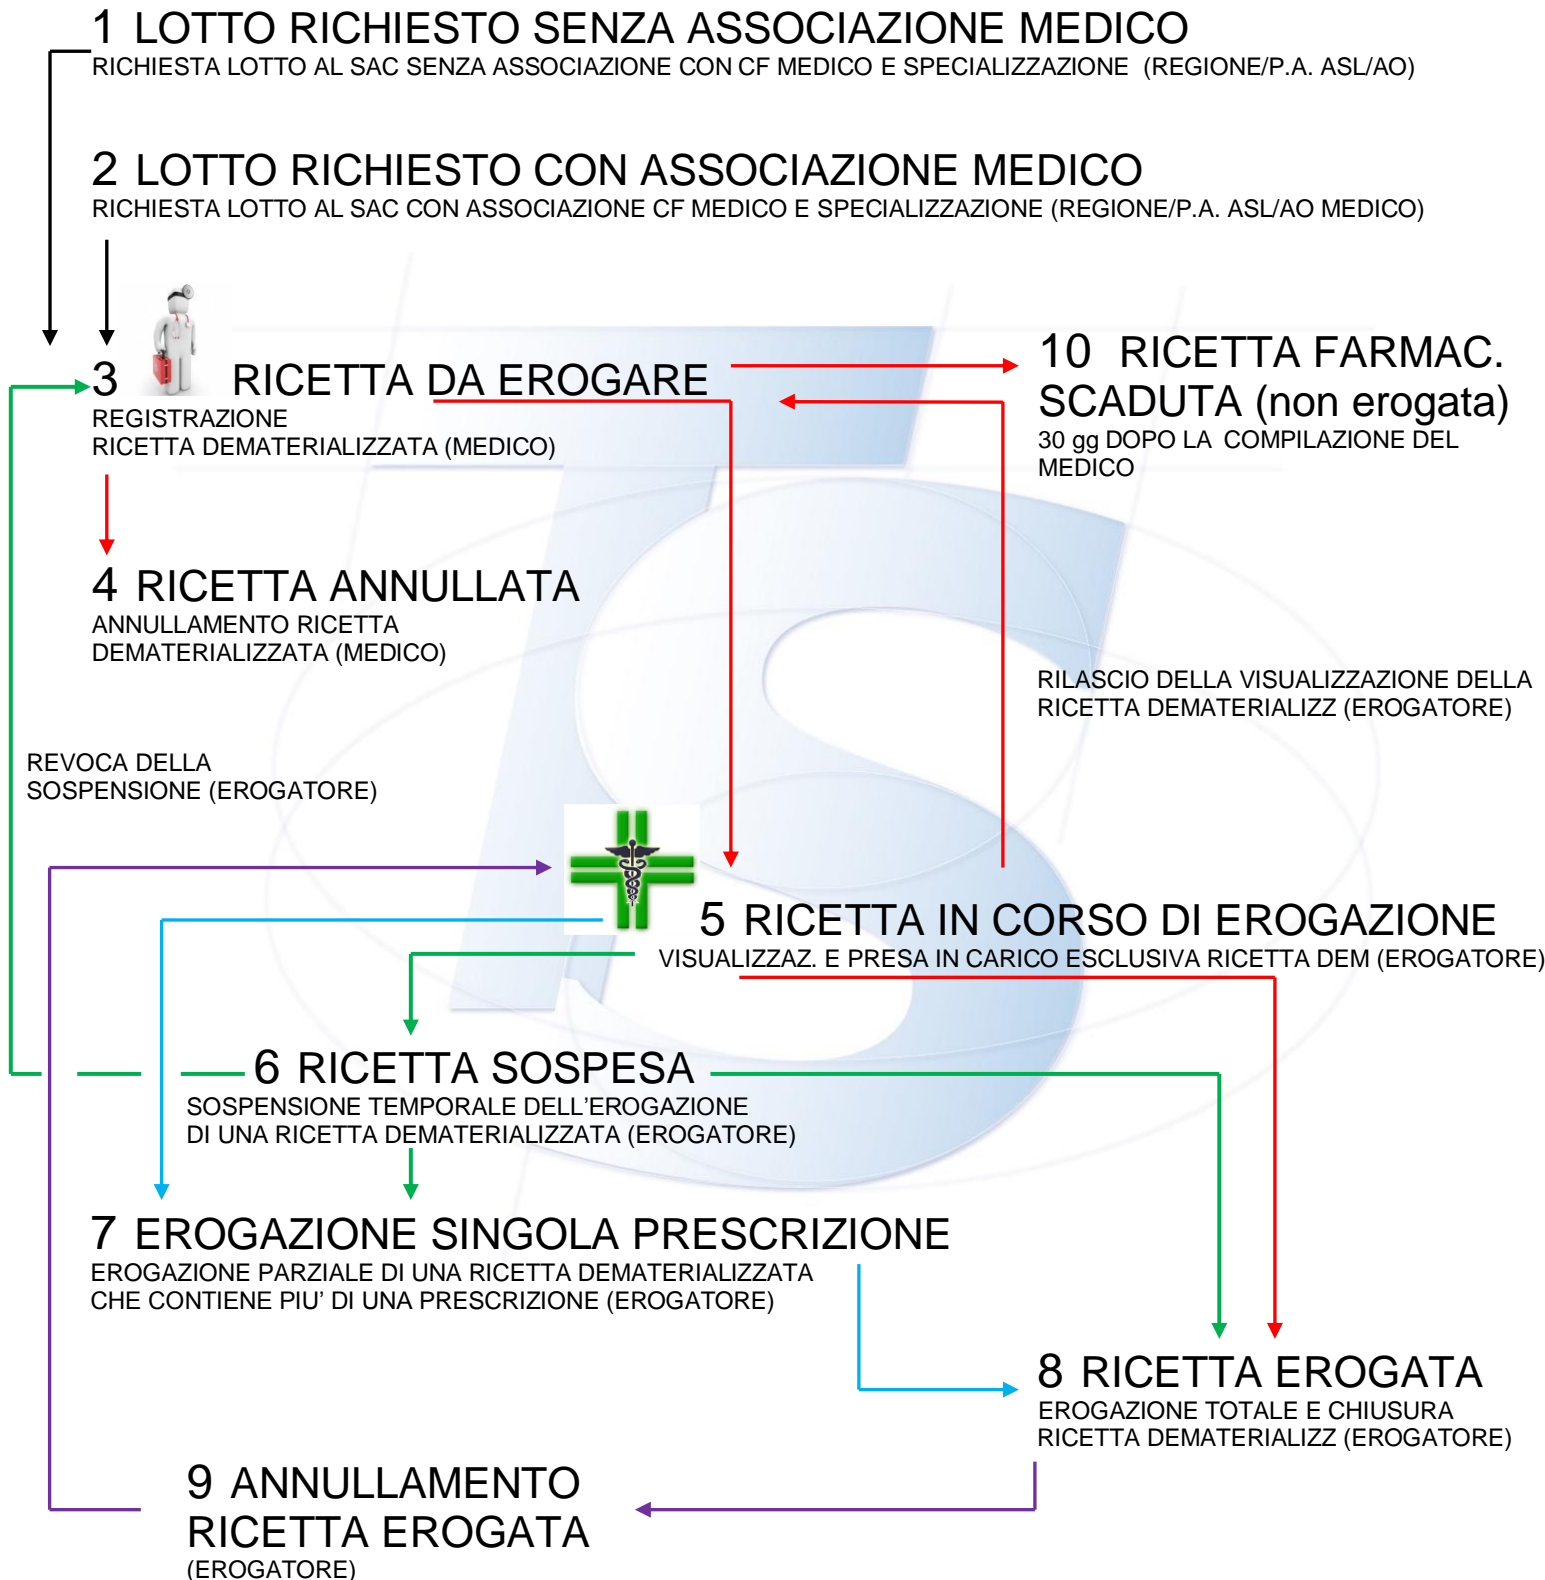 1 LOTTO RICHIESTO SENZA ASSOCIAZIONE MEDICO
RICHIESTA LOTTO AL SAC SENZA ASSOCIAZIONE CON CF MEDICO E SPECIALIZZAZIONE (REGIONE/P.A. ASL/AO)
2 LOTTO RICHIESTO CON ASSOCIAZIONE MEDICO
RICHIESTA LOTTO AL SAC CON ASSOCIAZIONE CF MEDICO E SPECIALIZZAZIONE (REGIONE/P.A. ASL/AO MEDICO)
3 RICETTA DA EROGARE
REGISTRAZIONE
RICETTA DEMATERIALIZZATA (MEDICO)
10 RICETTA FARMAC.
SCADUTA (non erogata)
30 gg DOPO LA COMPILAZIONE DEL
MEDICO
4 RICETTA ANNULLATA
ANNULLAMENTO RICETTA
DEMATERIALIZZATA (MEDICO)
RILASCIO DELLA VISUALIZZAZIONE DELLA
RICETTA DEMATERIALIZZ (EROGATORE)
REVOCA DELLA
SOSPENSIONE (EROGATORE)
5 RICETTA IN CORSO DI EROGAZIONE
VISUALIZZAZ. E PRESA IN CARICO ESCLUSIVA RICETTA DEM (EROGATORE)
6 RICETTA SOSPESA
SOSPENSIONE TEMPORALE DELL'EROGAZIONE
DI UNA RICETTA DEMATERIALIZZATA (EROGATORE)
7 EROGAZIONE SINGOLA PRESCRIZIONE
EROGAZIONE PARZIALE DI UNA RICETTA DEMATERIALIZZATA
CHE CONTIENE PIU' DI UNA PRESCRIZIONE (EROGATORE)
8 RICETTA EROGATA
EROGAZIONE TOTALE E CHIUSURA
RICETTA DEMATERIALIZZ (EROGATORE)
9 ANNULLAMENTO
RICETTA EROGATA
(EROGATORE)
TS